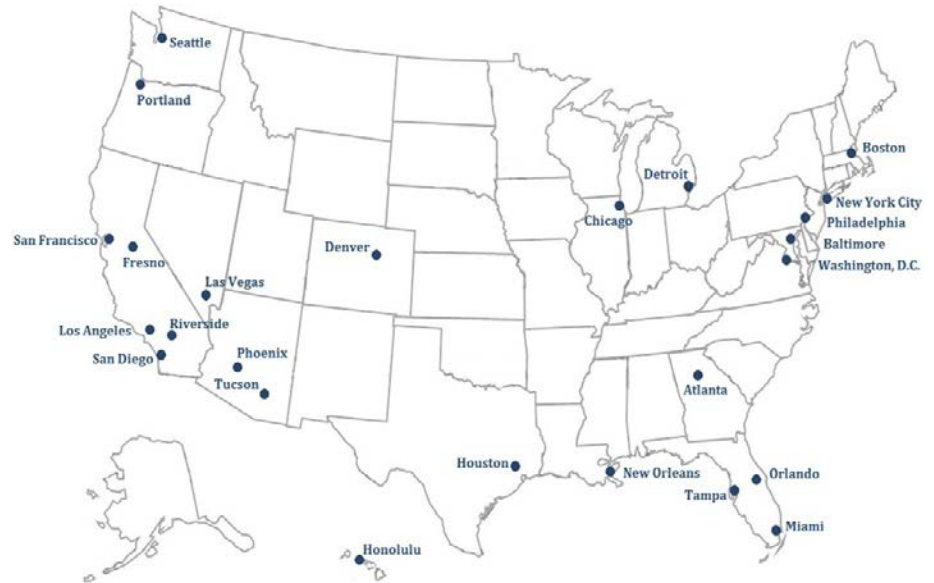 Seattle
Portland
Boston
Detroit
New York City
Chicago
Philadelphia
San Francisco
Baltimore
Denver
Fresno
Washington, D.C.
Las Vegas
Los Angeles
Riverside
San Diego
Phoenix
Tucson
Atlanta
Houston
New Orleans
Orlando
Tampa
Miami
Honolulu